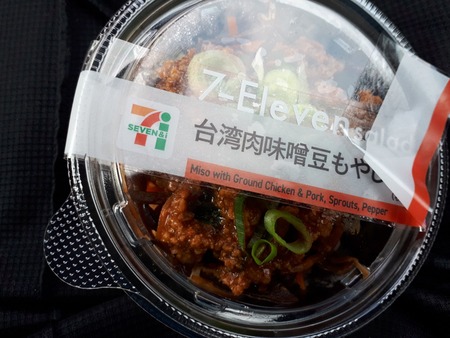 7-Eleven salad
SEVEN&i
台湾肉味噌豆もやし
Miso with Ground Chicken & Pork, Sprouts, Pepper